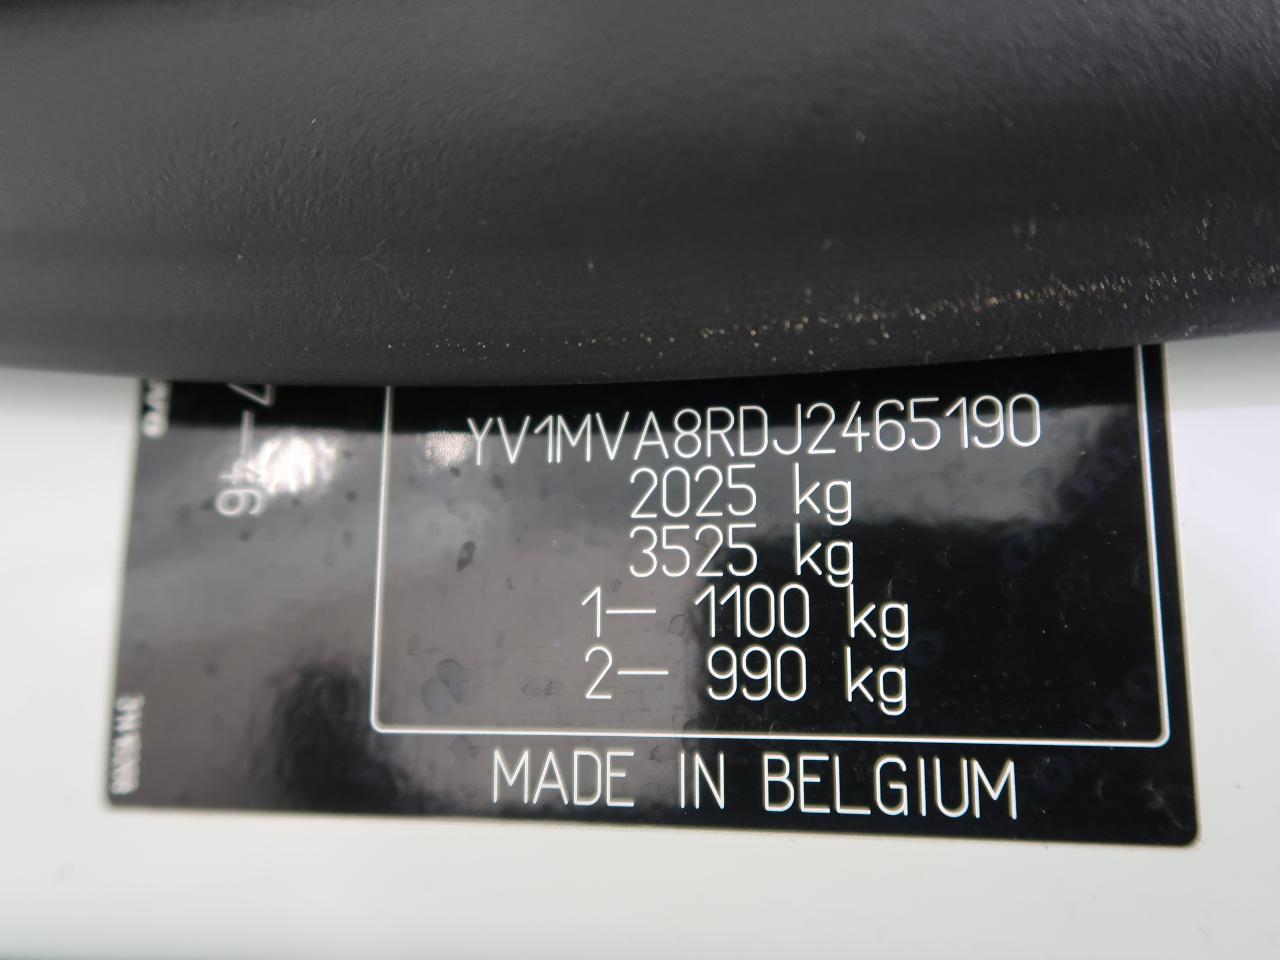 YV1MVA8RDJ2465190
2025 kg
3525 kg
1— 1100 kg
2— 990 kg
MADE IN BELGIUM